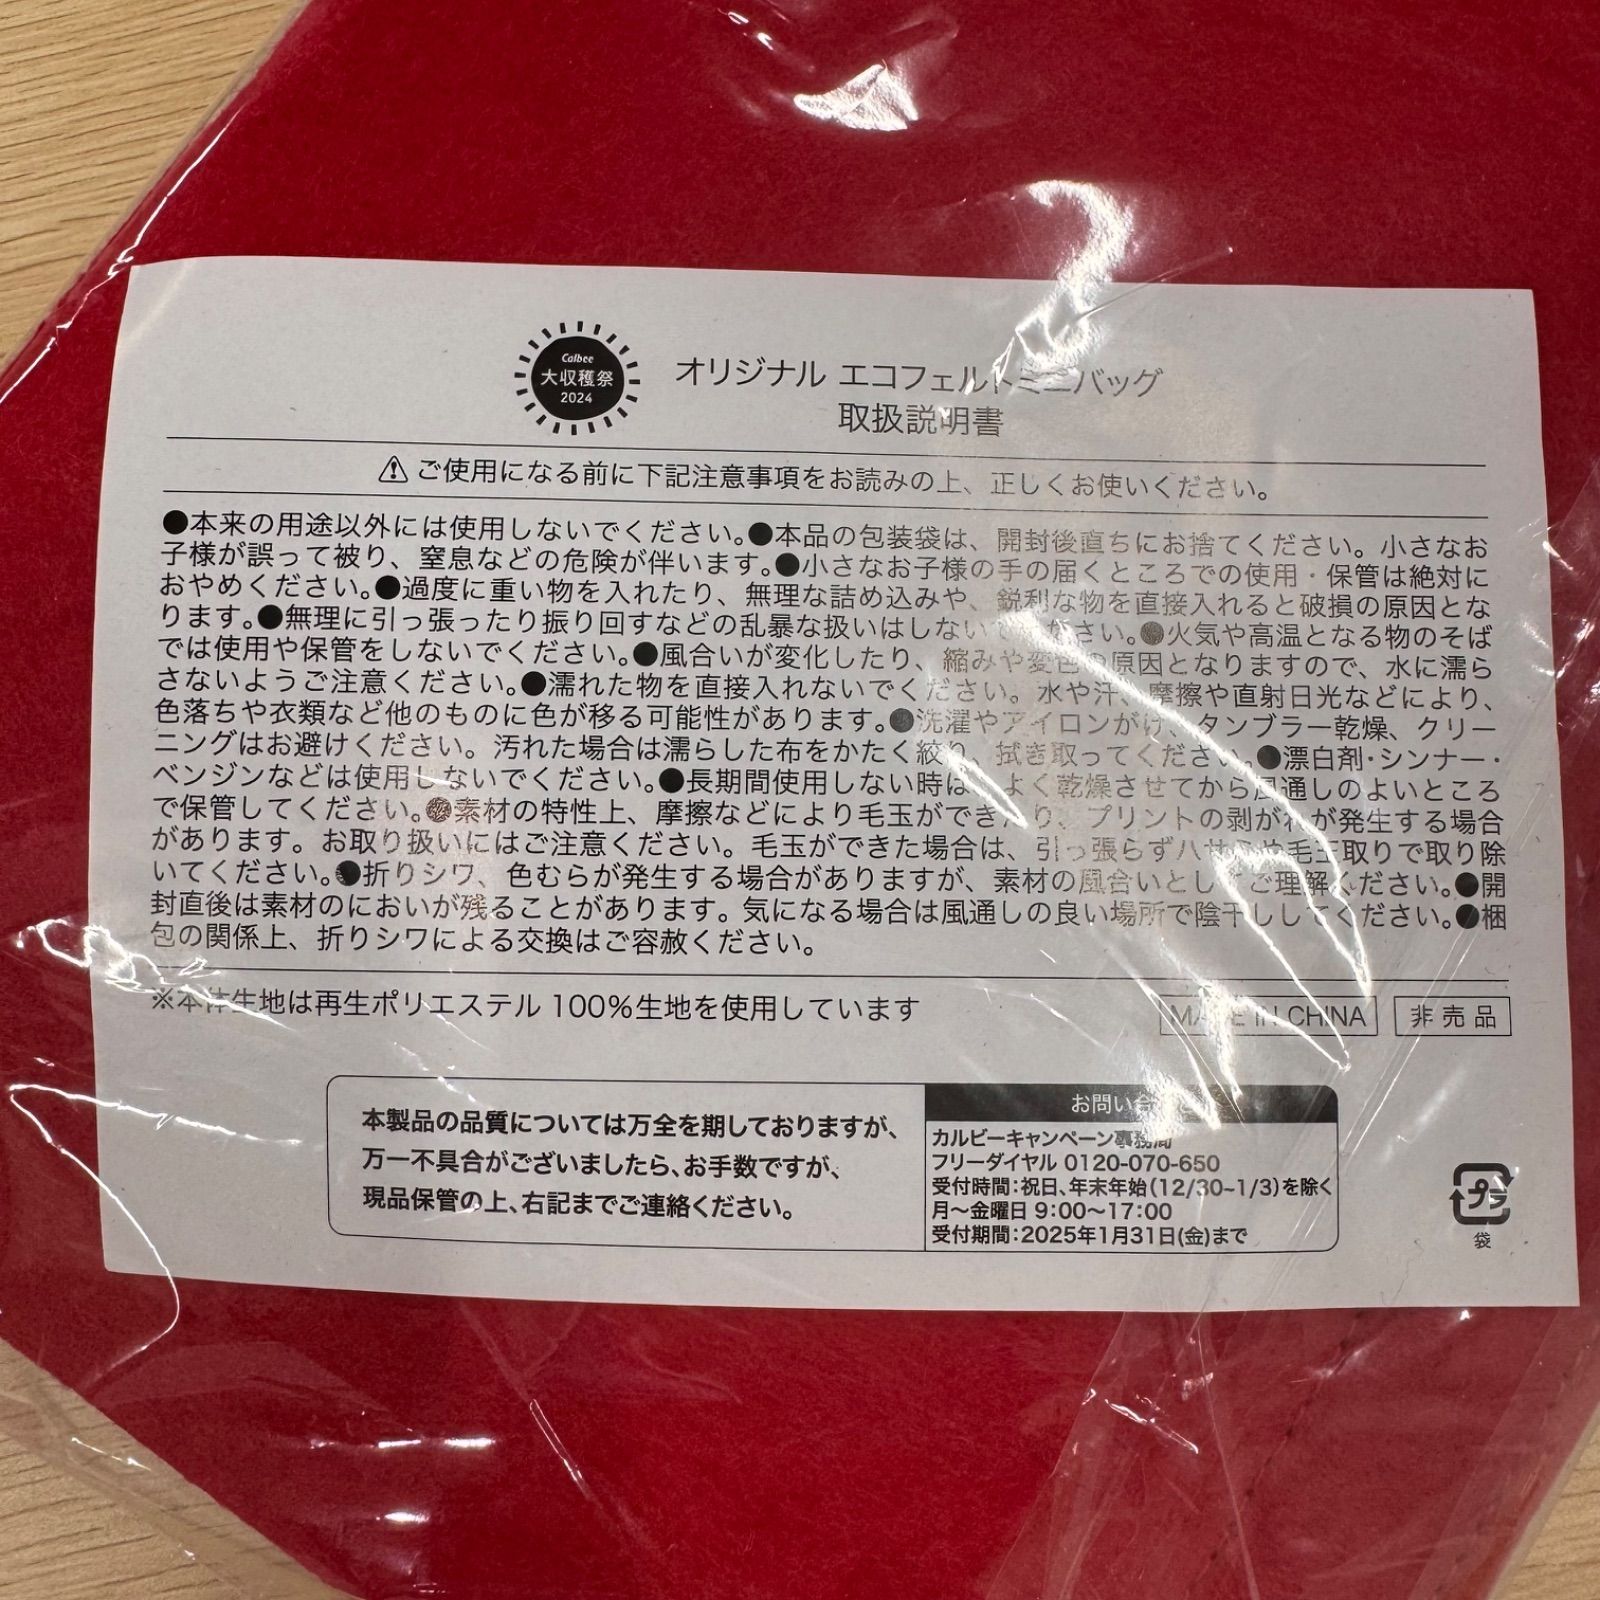 Calbee
大収穫祭
2024
オリジナル エコフェルトミニバッグ
取扱説明書
⚠ご使用になる前に下記注意事項をお読みの上、正しくお使いください。
●本来の用途以外には使用しないでください。●本品の包装袋は、開封後直ちにお捨てください。小さなお
子様が誤って被り、窒息などの危険が伴います。●小さなお子様の手の届くところでの使用・保管は絶対に
おやめください。●過度に重い物を入れたり、無理な詰め込みや、鋭利な物を直接入れると破損の原因とな
ります。●無理に引っ張ったり振り回すなどの乱暴な扱いはしないでください。●火気や高温となる物のそば
では使用や保管をしないでください。●風合いが変化したり、縮みや変色の原因となりますので、水に濡ら
さないようご注意ください。●濡れた物を直接入れないでください。水や汗、摩擦や直射日光などにより、
色落ちや衣類など他のものに色が移る可能性があります。●洗濯やアイロンがけ、タンブラー乾燥、クリー
ニングはお避けください。汚れた場合は濡らした布をかたく絞り、拭き取ってください。●漂白剤・シンナー・
ベンジンなどは使用しないでください。●長期間使用しない時は、よく乾燥させてから風通しのよいところ
で保管してください。●素材の特性上、摩擦などにより毛玉ができたり、プリントの剥がれが発生する場合
があります。お取り扱いにはご注意ください。毛玉ができた場合は、引っ張らずハサミや毛玉取りで取り除
いてください。●折りシワ、色むらが発生する場合がありますが、素材の風合いとしてご理解ください。●開
封直後は素材のにおいが残ることがあります。気になる場合は風通しの良い場所で陰干ししてください。●梱
包の関係上、折りシワによる交換はご容赦ください。
※本体生地は再生ポリエステル 100%生地を使用しています
MADE IN CHINA
非売品
本製品の品質については万全を期しておりますが、
万一不具合がございましたら、お手数ですが、
現品保管の上、右記までご連絡ください。
お問い合わせ先
カルビーキャンペーン事務局
フリーダイヤル 0120-070-650
受付時間：祝日、年末年始（12/30~1/3）を除く
月〜金曜日 9:00〜17:00
受付期間：2025年1月31日(金)まで
プラ
袋